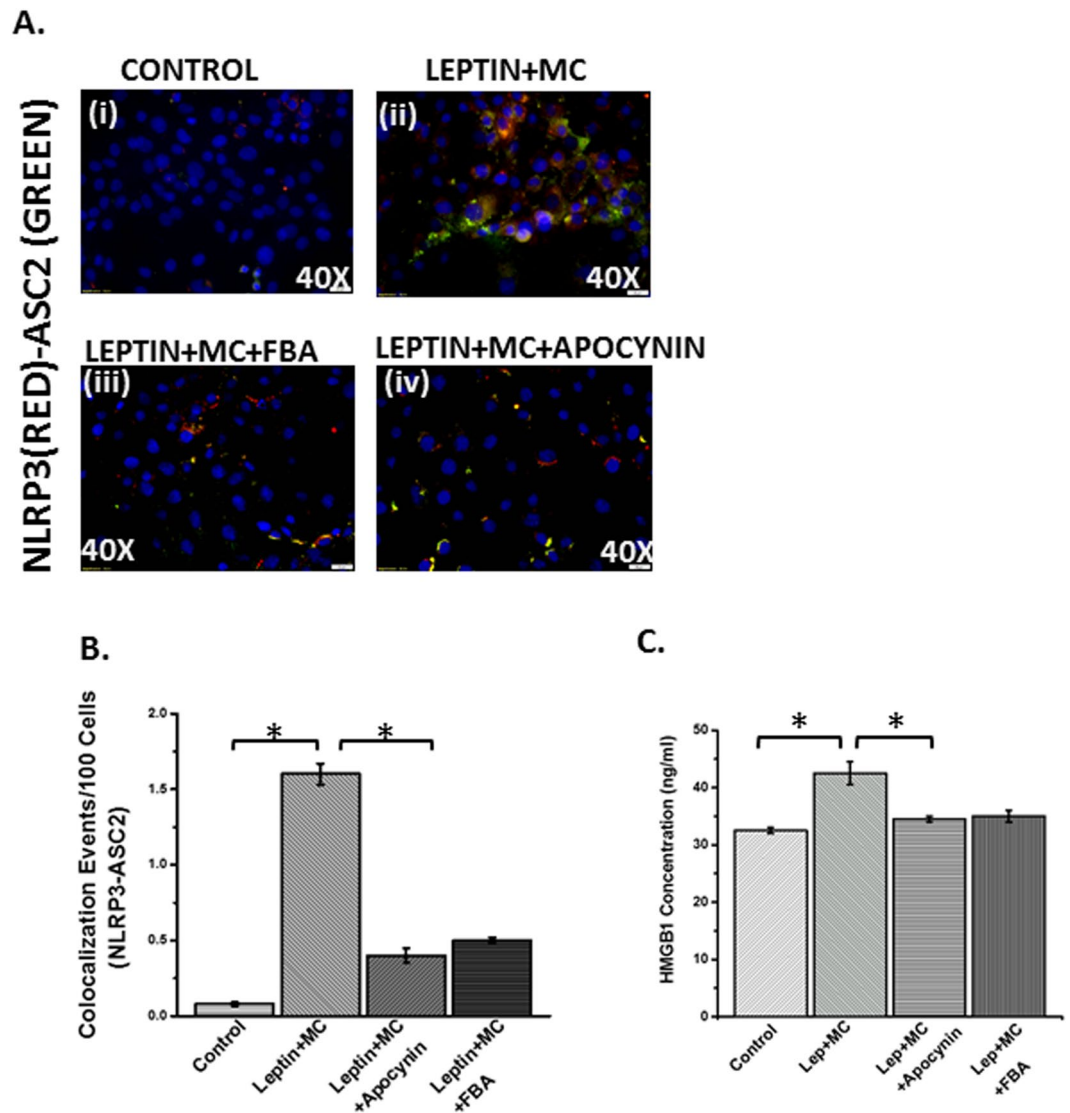 A.
NLRP3{RED}-ASC2 {GREEN}
CONTROL
LEPTIN+MC
(i)
(ii)
40X
40X
LEPTIN+MC+FBA
LEPTIN+MC+APOCYNIN
(iii)
(iv)
40X
40X
B.
Colocalization Events/100 Cells
(NLRP3-ASC2)
2.0
1.5
1.0
0.5
0.0
*
*
Control
Leptin+MC
Leptin+MC
+Apocynin
Leptin+MC
+FBA
C.
HMGB1 Concentration (ng/ml)
50
40
30
20
10
0
*
*
Control
Lep+MC
Lep+MC
+Apocynin
Lep+MC
+FBA